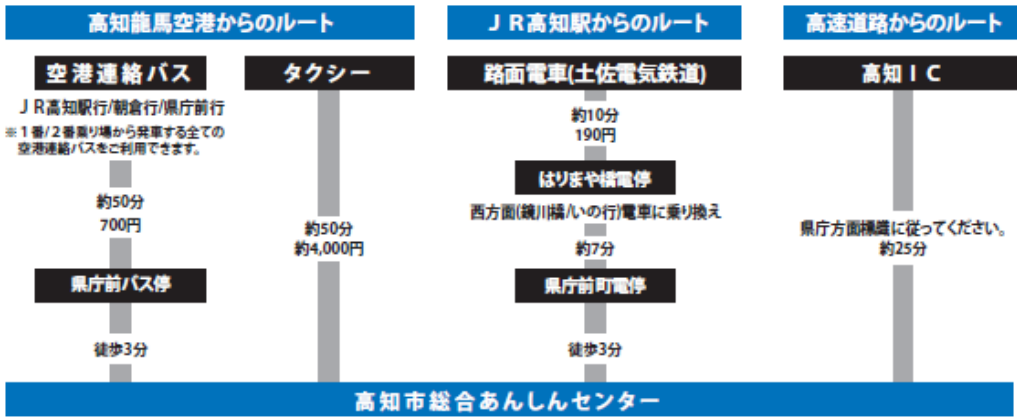 高知龍馬空港からのルート
空港連絡バス
JR高知駅行/朝倉行/県庁前行
※1番/2番乗り場から発車する全ての
空港連絡バスをご利用できます。
約50分
700円
県庁前バス停
徒歩3分
タクシー
約50分
約4,000円
JR高知駅からのルート
路面電車(土佐電気鉄道)
約10分
190円
はりまや橋電停
西方面(鏡川橋/いの行)電車に乗り換え
約7分
県庁前町電停
徒歩3分
高速道路からのルート
高知IC
県庁方面標識に従ってください。
約25分
高知市総合あんしんセンター